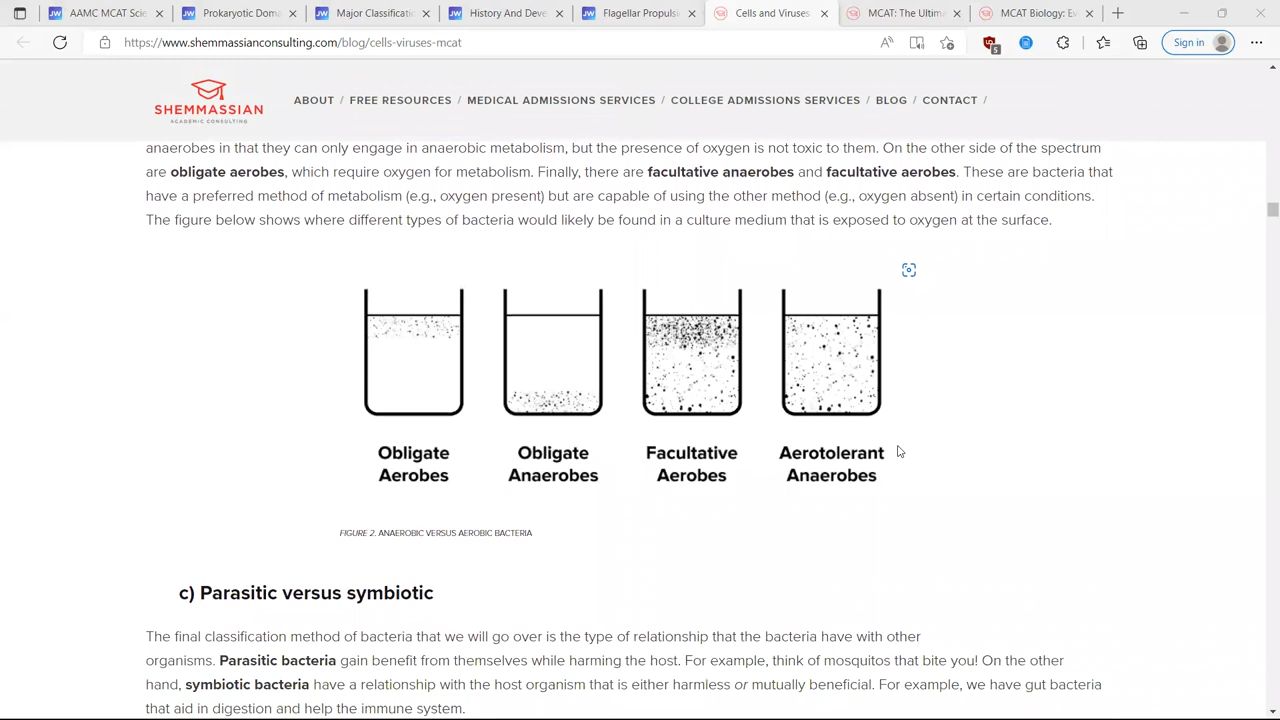 AAMC MCAT Scie
Prokaryotic Doma
Major Classificati
History And Deve
Flagellar Propulsi
Cells and Viruses
MCAT: The Ultima
MCAT Biology: Ev
https://www.shemmassianconsulting.com/blog/cells-viruses-mcat
5
Sign in
SHEMMASSIAN
ACADEMIC CONSULTING
ABOUT / FREE RESOURCES / MEDICAL ADMISSIONS SERVICES / COLLEGE ADMISSIONS SERVICES / BLOG / CONTACT /
anaerobes in that they can only engage in anaerobic metabolism, but the presence of oxygen is not toxic to them. On the other side of the spectrum
are obligate aerobes, which require oxygen for metabolism. Finally, there are facultative anaerobes and facultative aerobes. These are bacteria that
have a preferred method of metabolism (e.g., oxygen present) but are capable of using the other method (e.g., oxygen absent) in certain conditions.
The figure below shows where different types of bacteria would likely be found in a culture medium that is exposed to oxygen at the surface.
Obligate
Aerobes
Obligate
Anaerobes
Facultative
Aerobes
Aerotolerant
Anaerobes
FIGURE 2. ANAEROBIC VERSUS AEROBIC BACTERIA
c) Parasitic versus symbiotic
The final classification method of bacteria that we will go over is the type of relationship that the bacteria have with other
organisms. Parasitic bacteria gain benefit from themselves while harming the host. For example, think of mosquitos that bite you! On the other
hand, symbiotic bacteria have a relationship with the host organism that is either harmless or mutually beneficial. For example, we have gut bacteria
that aid in digestion and help the immune system.